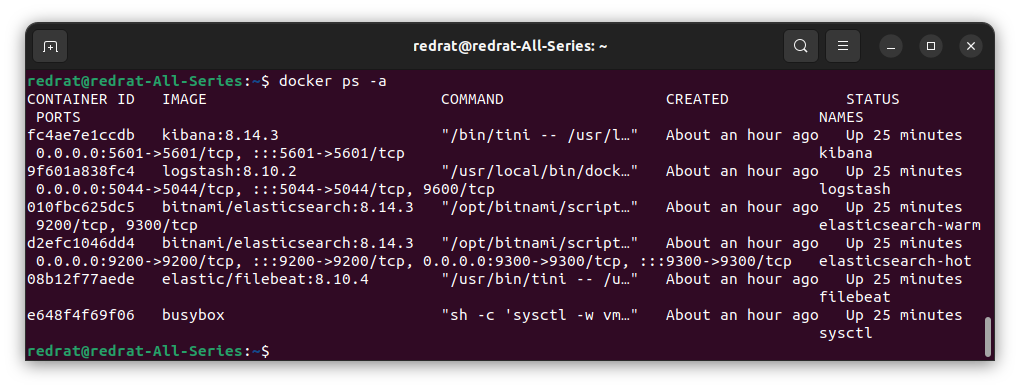 redrat@redrat-All-Series: ~
redrat@redrat-All-Series:~$ docker ps -a
CONTAINER ID   IMAGE                          COMMAND                  CREATED             STATUS
 PORTS                                                                                  NAMES
fc4ae7e1ccdb   kibana:8.14.3                  "/bin/tini -- /usr/l…"   About an hour ago   Up 25 minutes
 0.0.0.0:5601->5601/tcp, :::5601->5601/tcp                                              kibana
9f601a838fc4   logstash:8.10.2                "/usr/local/bin/dock…"   About an hour ago   Up 25 minutes
 0.0.0.0:5044->5044/tcp, :::5044->5044/tcp, 9600/tcp                                    logstash
010fbc625dc5   bitnami/elasticsearch:8.14.3   "/opt/bitnami/script…"   About an hour ago   Up 25 minutes
 9200/tcp, 9300/tcp                                                                     elasticsearch-warm
d2efc1046dd4   bitnami/elasticsearch:8.14.3   "/opt/bitnami/script…"   About an hour ago   Up 25 minutes
 0.0.0.0:9200->9200/tcp, :::9200->9200/tcp, 0.0.0.0:9300->9300/tcp, :::9300->9300/tcp   elasticsearch-hot
08b12f77aede   elastic/filebeat:8.10.4        "/usr/bin/tini -- /u…"   About an hour ago   Up 25 minutes
                                                                                        filebeat
e648f4f69f06   busybox                        "sh -c 'sysctl -w vm…"   About an hour ago   Up 25 minutes
                                                                                        sysctl
redrat@redrat-All-Series:~$